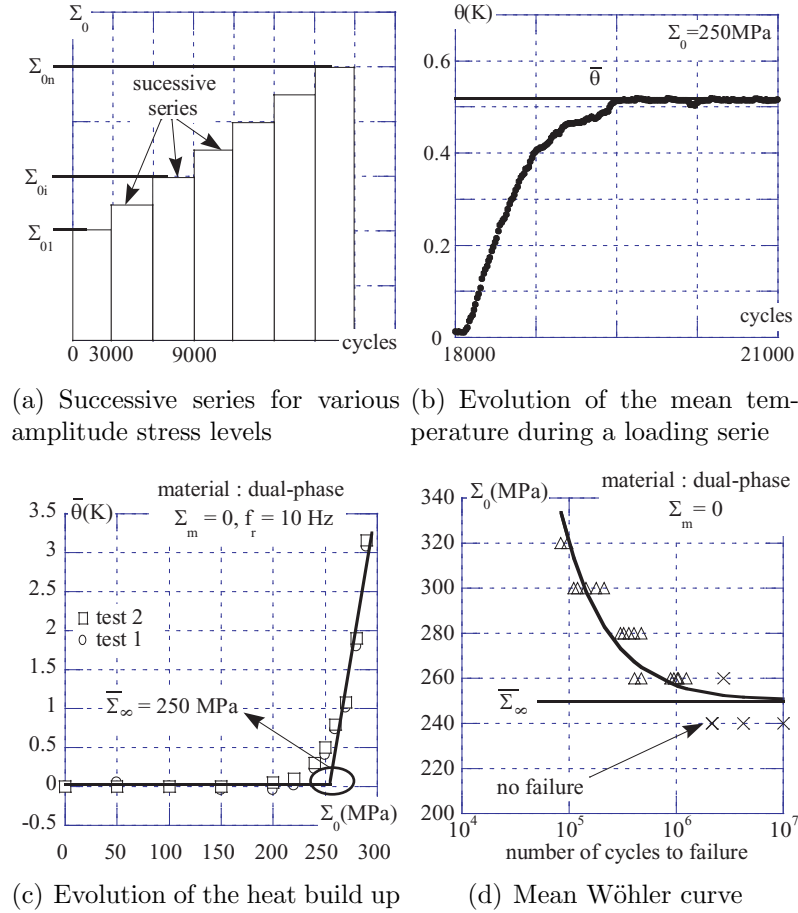 Σ0
Σ0n
sucessive
series
Σ0i
Σ01
0 3000 9000
cycles
(a) Successive series for various
amplitude stress levels
θ(K)
Σ0=250MPa
0.6
θ̅
0.4
0.2
0
cycles
18000 21000
(b) Evolution of the mean tem-
perature during a loading serie
θ̅(K)
material : dual-phase
Σm = 0, fr = 10 Hz
3.5
3
2.5
2
1.5
1
0.5
0
-0.5
test 2
test 1
Σ̅∞ = 250 MPa
Σ0(MPa)
0 50 100 150 200 250 300
(c) Evolution of the heat build up
Σ0(MPa)
material : dual-phase
Σm = 0
340
320
300
280
260
240
220
200
Σ̅∞
no failure
10^4 10^5 10^6 10^7
number of cycles to failure
(d) Mean Wöhler curve